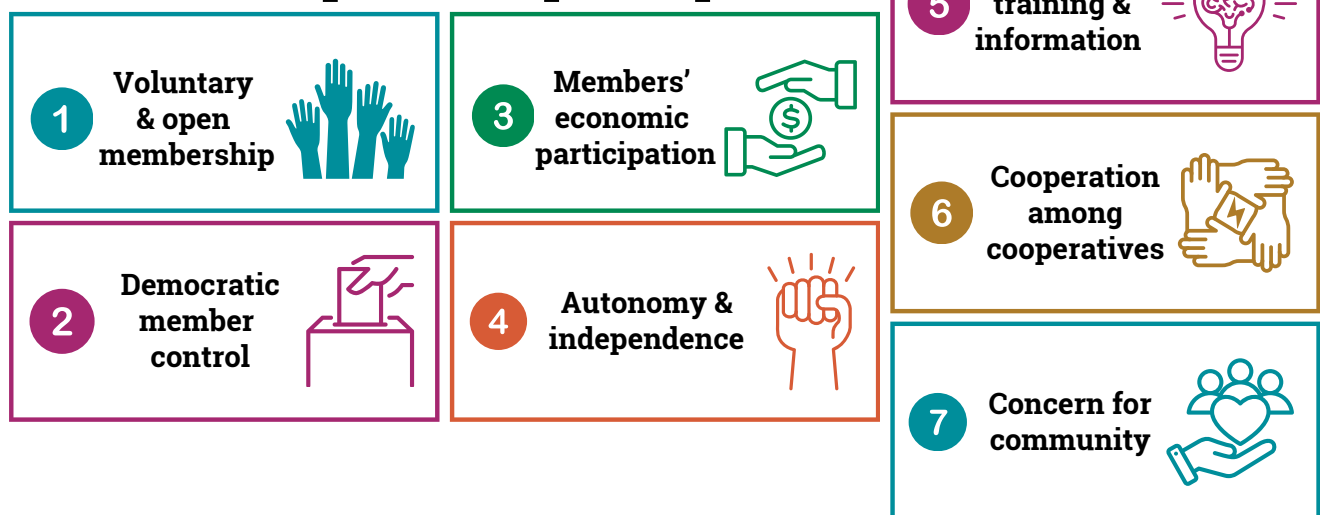 1
Voluntary
& open
membership
2
Democratic
member
control
3
Members’
economic
participation
$
4
Autonomy &
independence
5
training &
information
6
Cooperation
among
cooperatives
7
Concern for
community